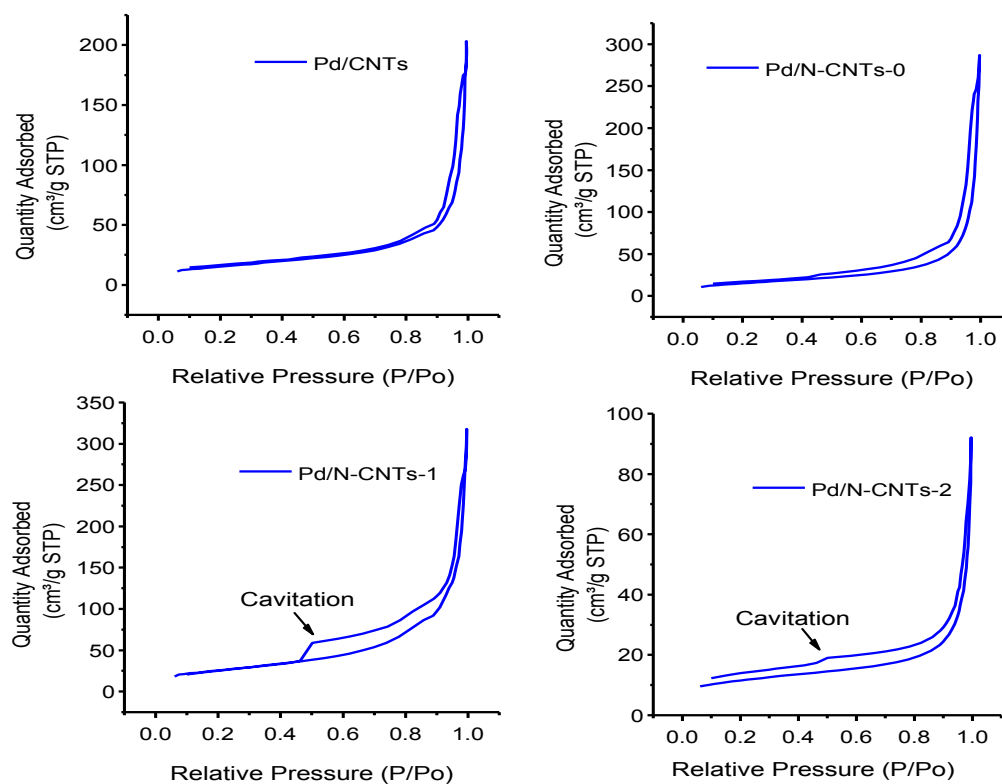 200
150
100
50
0
Quantity Adsorbed
(cm³/g STP)
Pd/CNTs
0.0 0.2 0.4 0.6 0.8 1.0
Relative Pressure (P/Po)
300
250
200
150
100
50
0
Quantity Adsorbed
(cm³/g STP)
Pd/N-CNTs-0
0.0 0.2 0.4 0.6 0.8 1.0
Relative Pressure (P/Po)
350
300
250
200
150
100
50
0
Quantity Adsorbed
(cm³/g STP)
Pd/N-CNTs-1
Cavitation
0.0 0.2 0.4 0.6 0.8 1.0
Relative Pressure (P/Po)
100
80
60
40
20
0
Quantity Adsorbed
(cm³/g STP)
Pd/N-CNTs-2
Cavitation
0.0 0.2 0.4 0.6 0.8 1.0
Relative Pressure (P/Po)